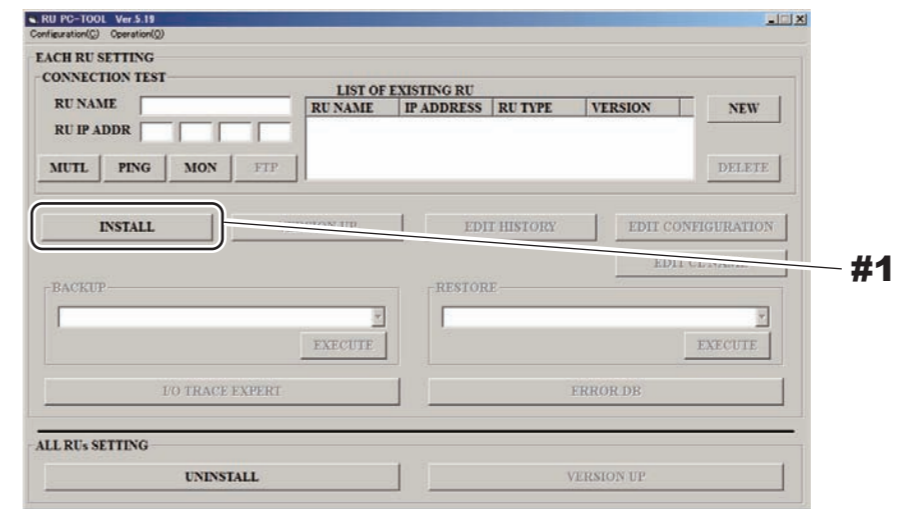 RU PC-TOOL Ver.5.19
Configuration(C) Operation(O)
EACH RU SETTING
CONNECTION TEST
RU NAME
RU IP ADDR
MUTL PING MON FTP
LIST OF EXISTING RU
RU NAME IP ADDRESS RU TYPE VERSION
NEW
DELETE
INSTALL EDIT HISTORY EDIT CONFIGURATION
#1
BACKUP
EXECUTE
RESTORE
EXECUTE
I/O TRACE EXPERT ERROR DB
ALL RUs SETTING
UNINSTALL VERSION UP